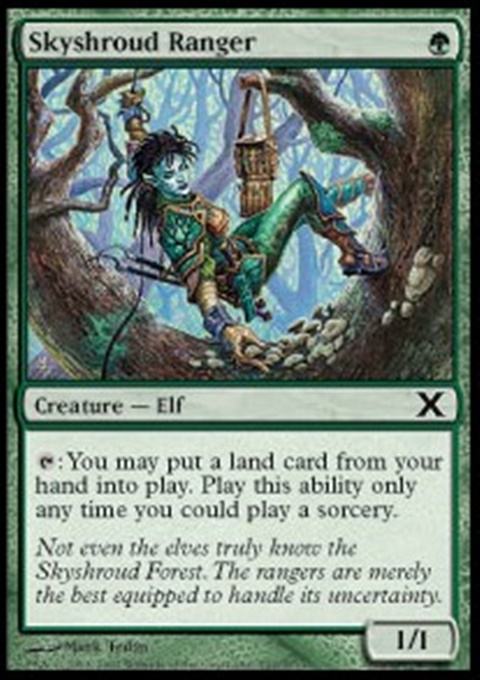 Skyshroud Ranger
Creature — Elf
X
: You may put a land card from your
hand into play. Play this ability only
any time you could play a sorcery.
Not even the elves truly know the
Skyshroud Forest. The rangers are merely
the best equipped to handle its uncertainty.
Mark Tedin
1/1